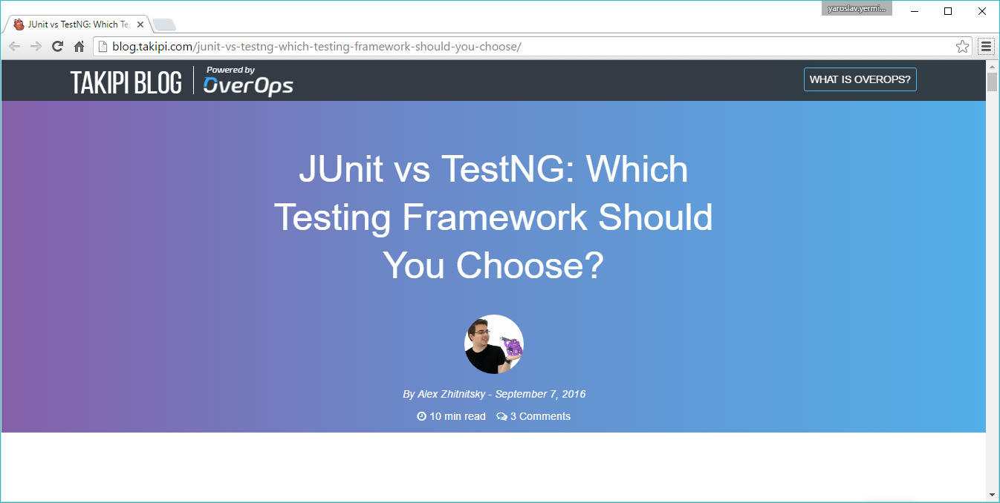 yaroslav.yermi...
JUnit vs TestNG: Which Te
blog.takipi.com/junit-vs-testng-which-testing-framework-should-you-choose/
TAKIPI BLOG
Powered by
OverOps
WHAT IS OVEROPS?
JUnit vs TestNG: Which
Testing Framework Should
You Choose?
By Alex Zhitnitsky - September 7, 2016
10 min read 3 Comments